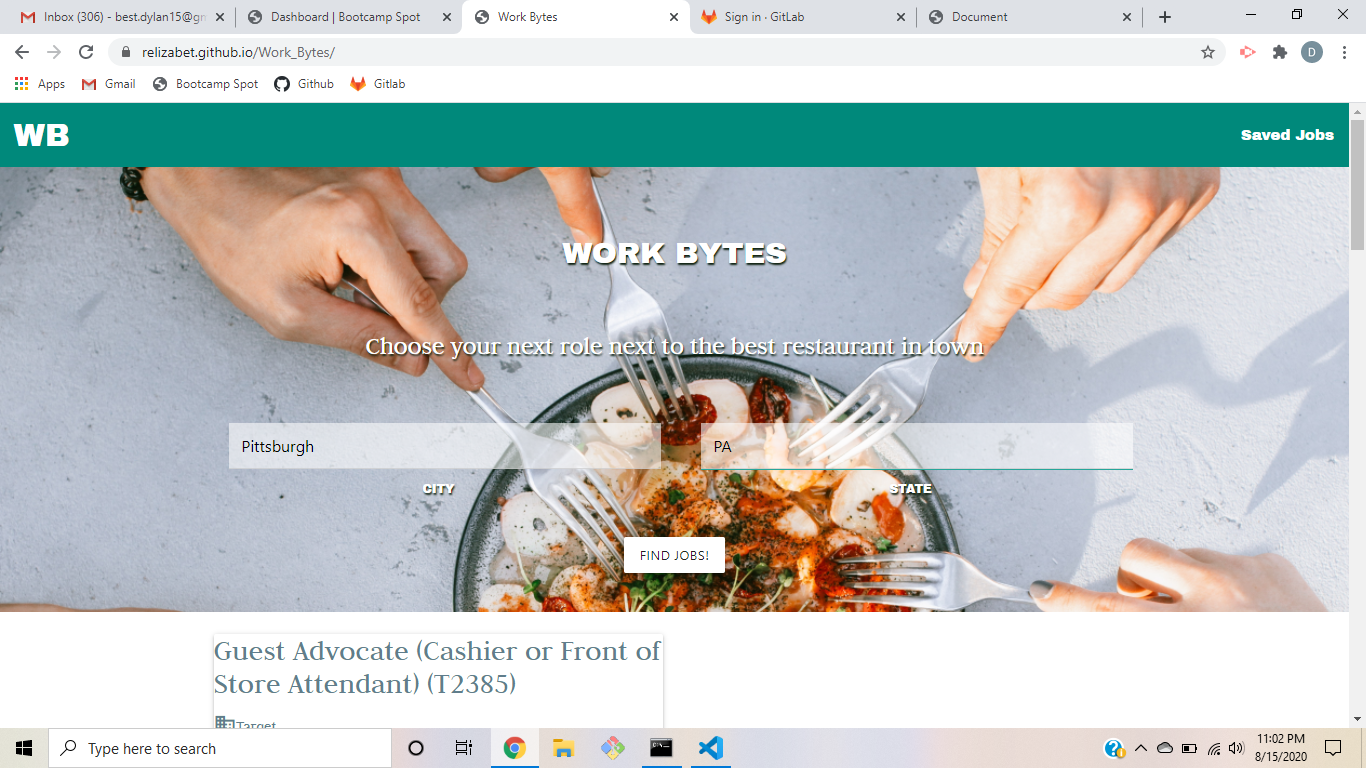 Inbox (306) - best.dylan15@gm
Dashboard | Bootcamp Spot
Work Bytes
Sign in · GitLab
Document
relizabet.github.io/Work_Bytes/
D
Apps
Gmail
Bootcamp Spot
Github
Gitlab
WB
Saved Jobs
WORK BYTES
Choose your next role next to the best restaurant in town
Pittsburgh
PA
CITY
STATE
FIND JOBS!
Guest Advocate (Cashier or Front of
Store Attendant) (T2385)
Target
Type here to search
11:02 PM
8/15/2020